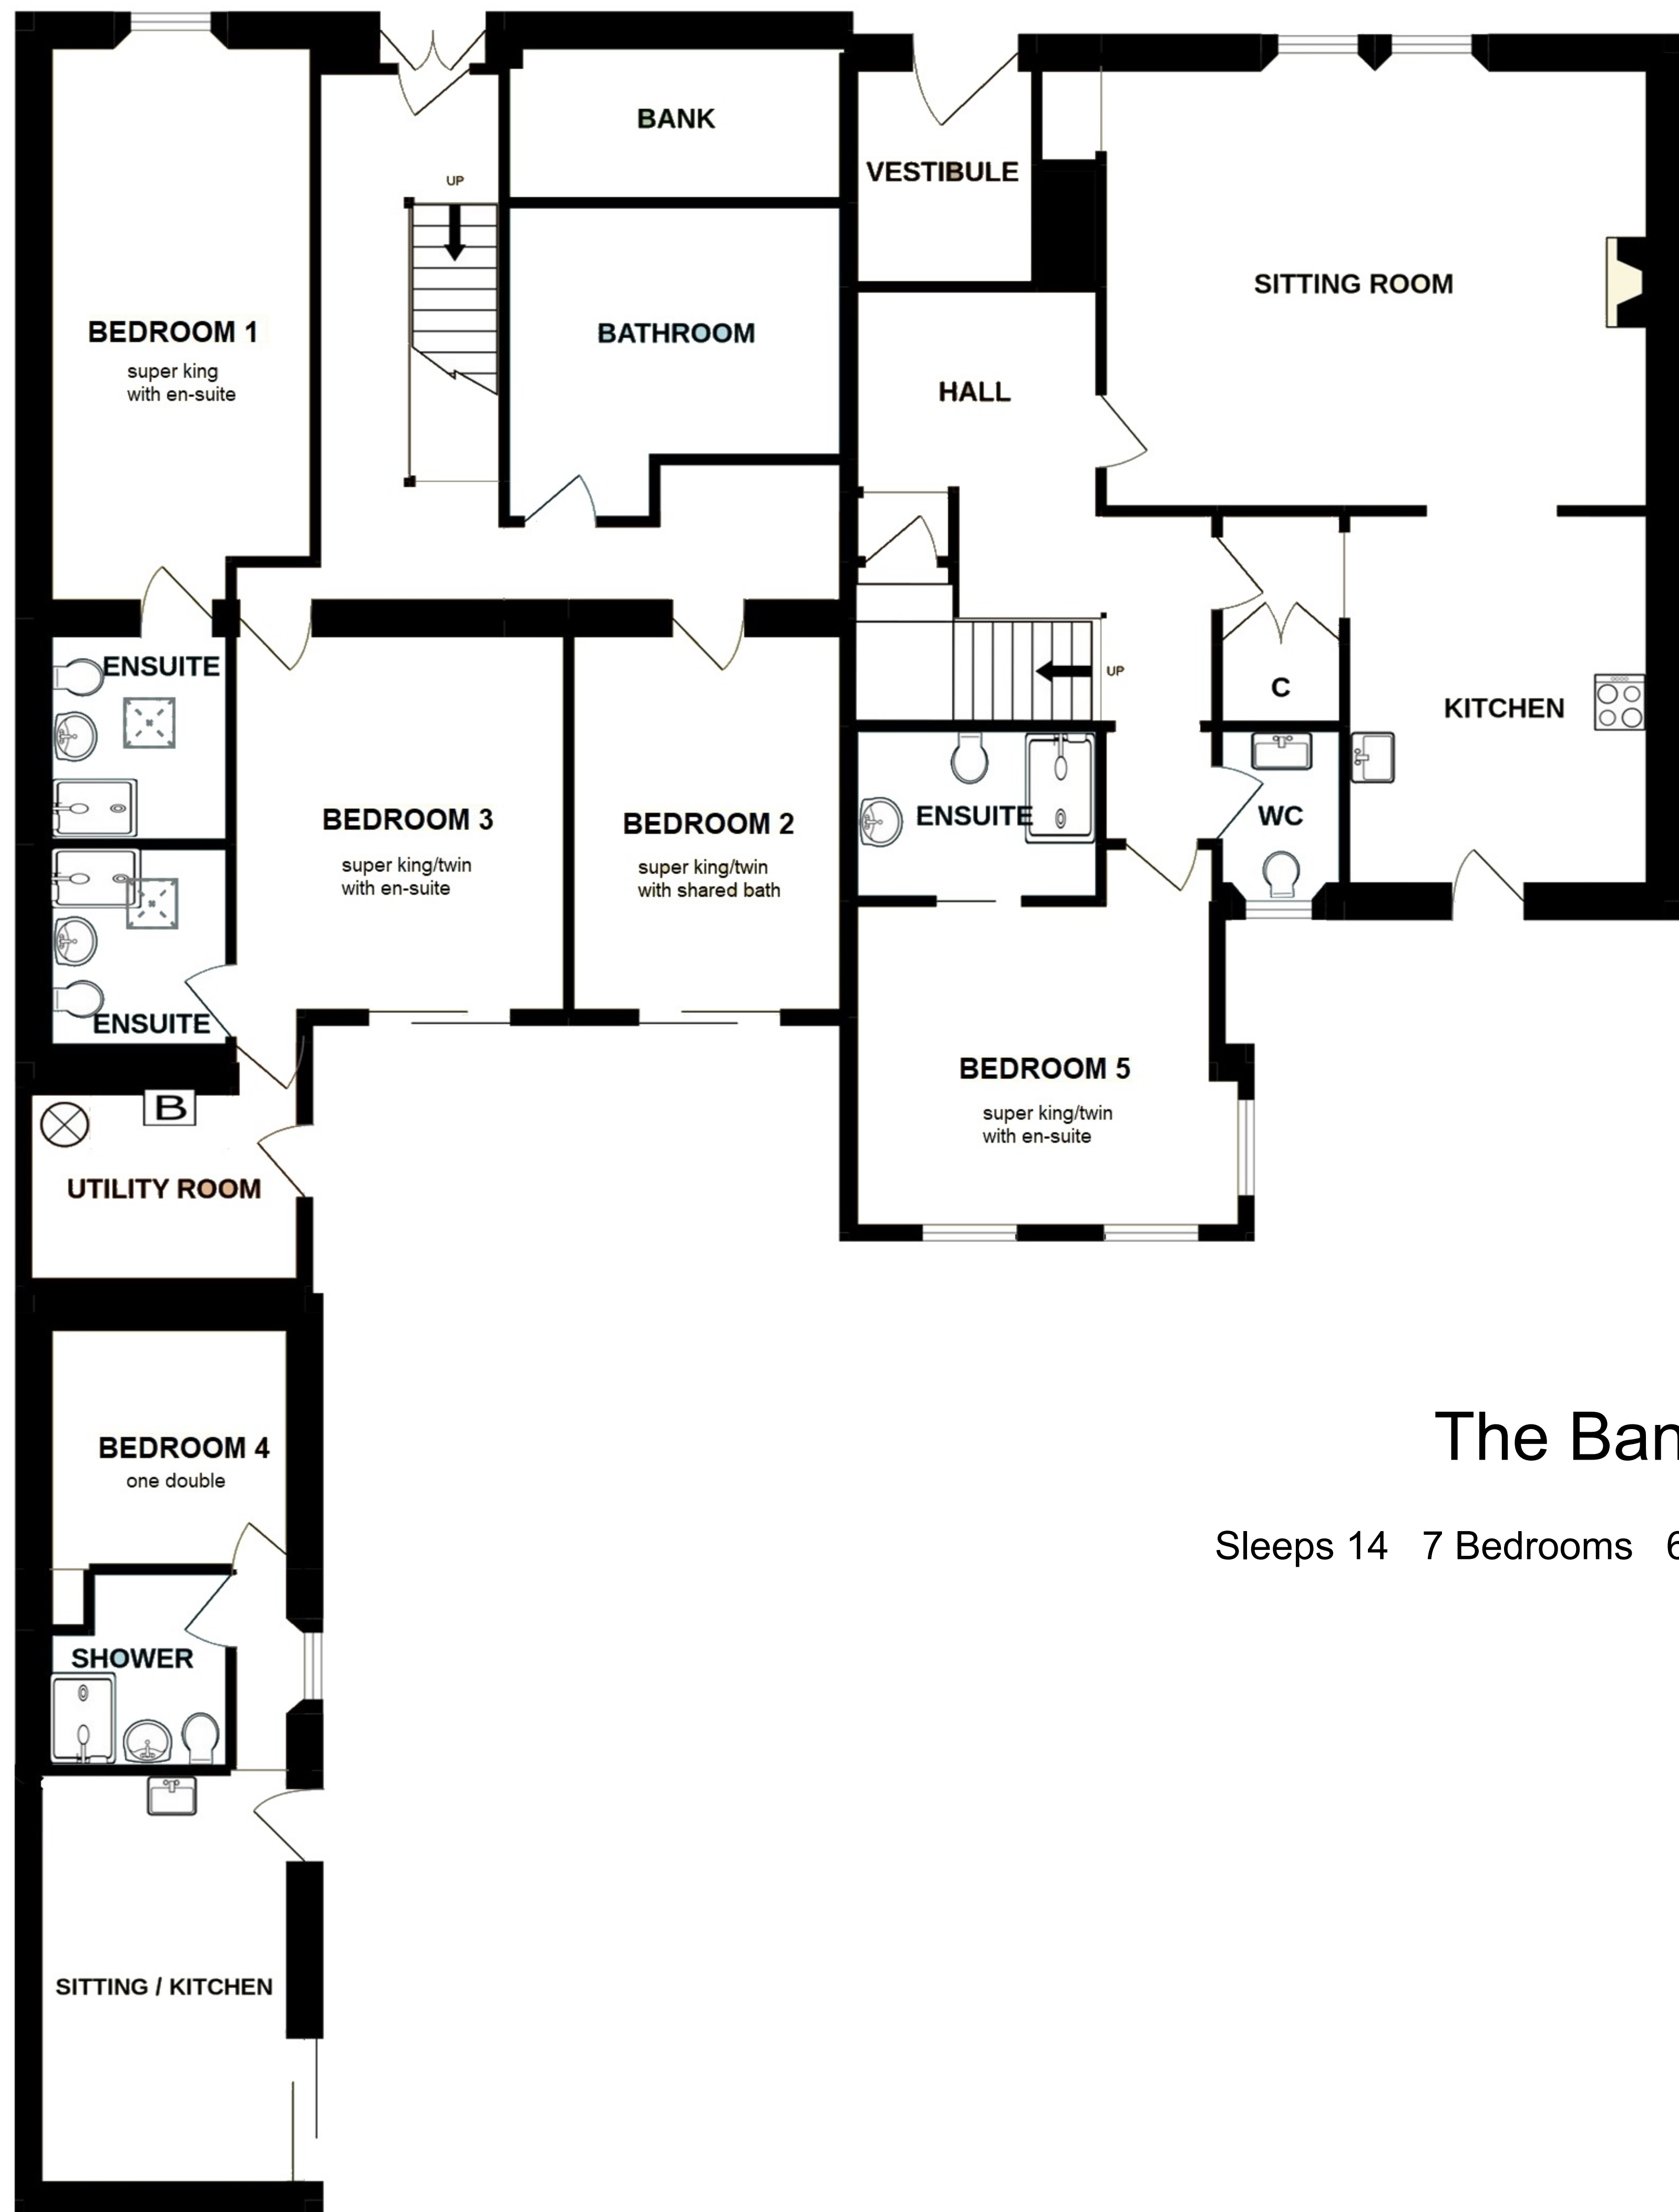 BANK
VESTIBULE
UP
SITTING ROOM
BEDROOM 1
super king
with en-suite
BATHROOM
HALL
ENSUITE
UP
C
KITCHEN
BEDROOM 3
super king/twin
with en-suite
BEDROOM 2
super king/twin
with shared bath
ENSUITE
WC
ENSUITE
BEDROOM 5
super king/twin
with en-suite
B
UTILITY ROOM
BEDROOM 4
one double
The Ban
Sleeps 14 7 Bedrooms 6
SHOWER
SITTING / KITCHEN